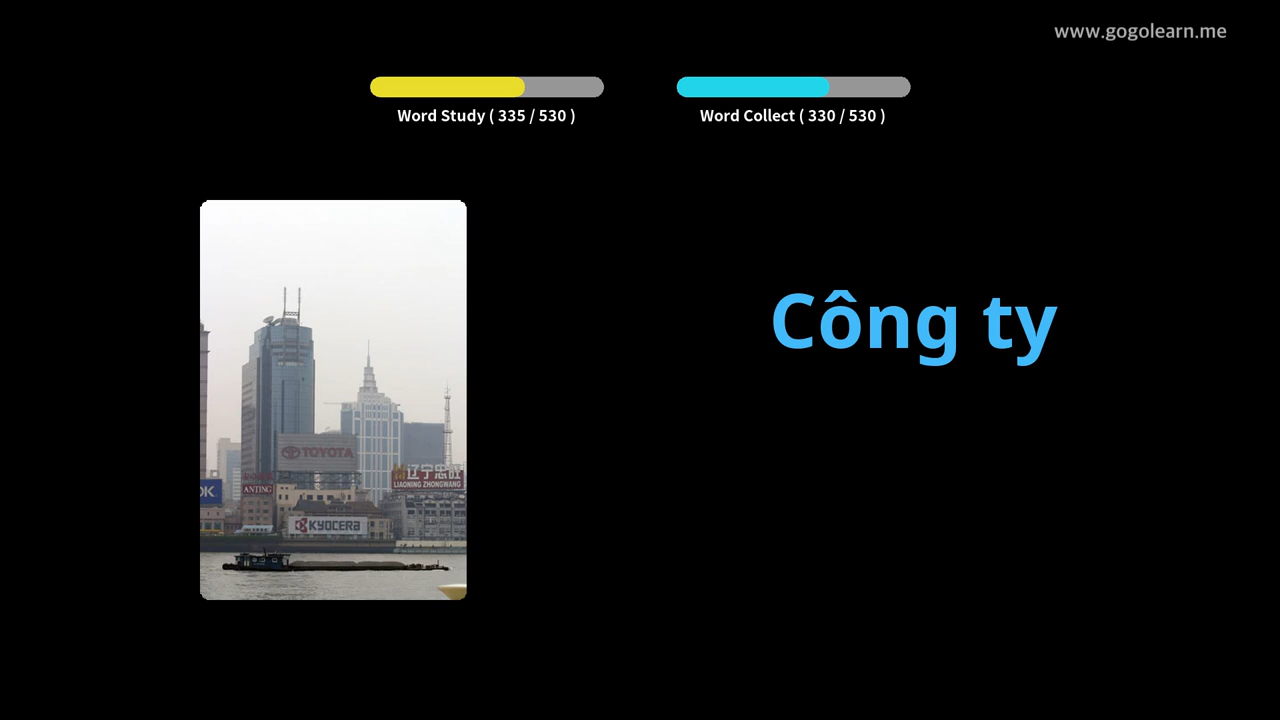 www.gogolearn.me
Word Study ( 335 / 530 )
Word Collect ( 330 / 530 )
Công ty
TOYOTA
辽宁忠旺
LIAONING ZHONGWANG
OK
ANTING
KYOCERA